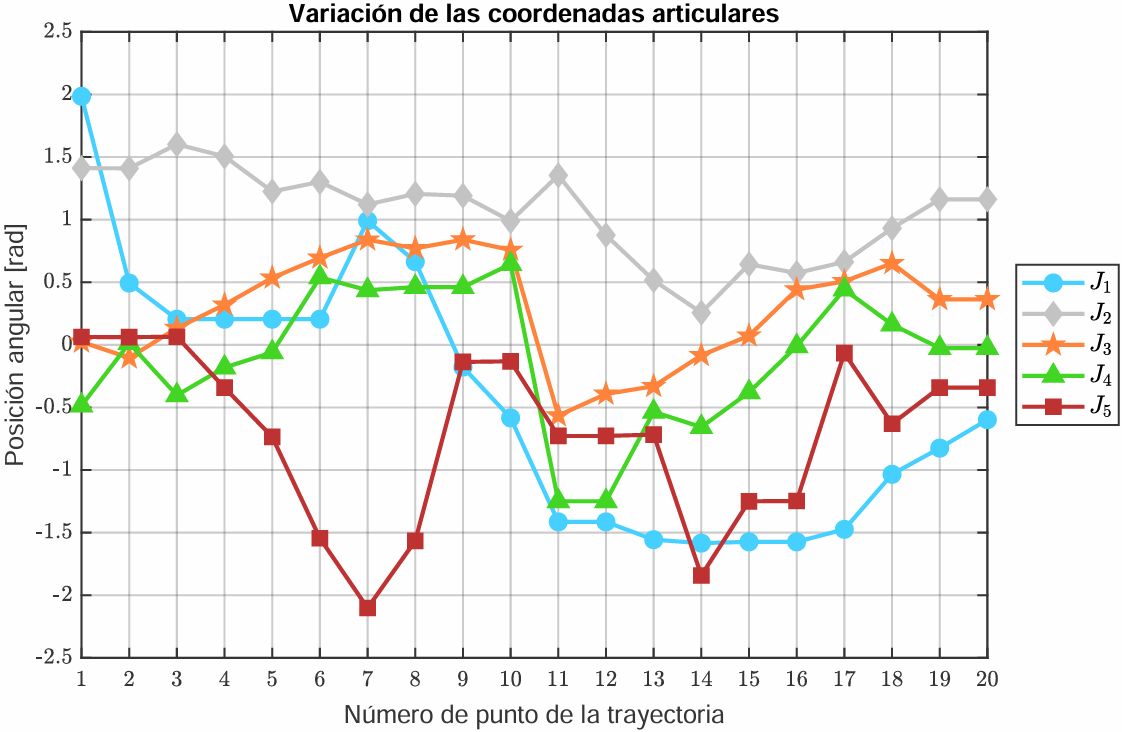 Variación de las coordenadas articulares
2.5
2
1.5
1
0.5
0
-0.5
-1
-1.5
-2
-2.5
Posición angular [rad]
1 2 3 4 5 6 7 8 9 10 11 12 13 14 15 16 17 18 19 20
Número de punto de la trayectoria
J1
J2
J3
J4
J5